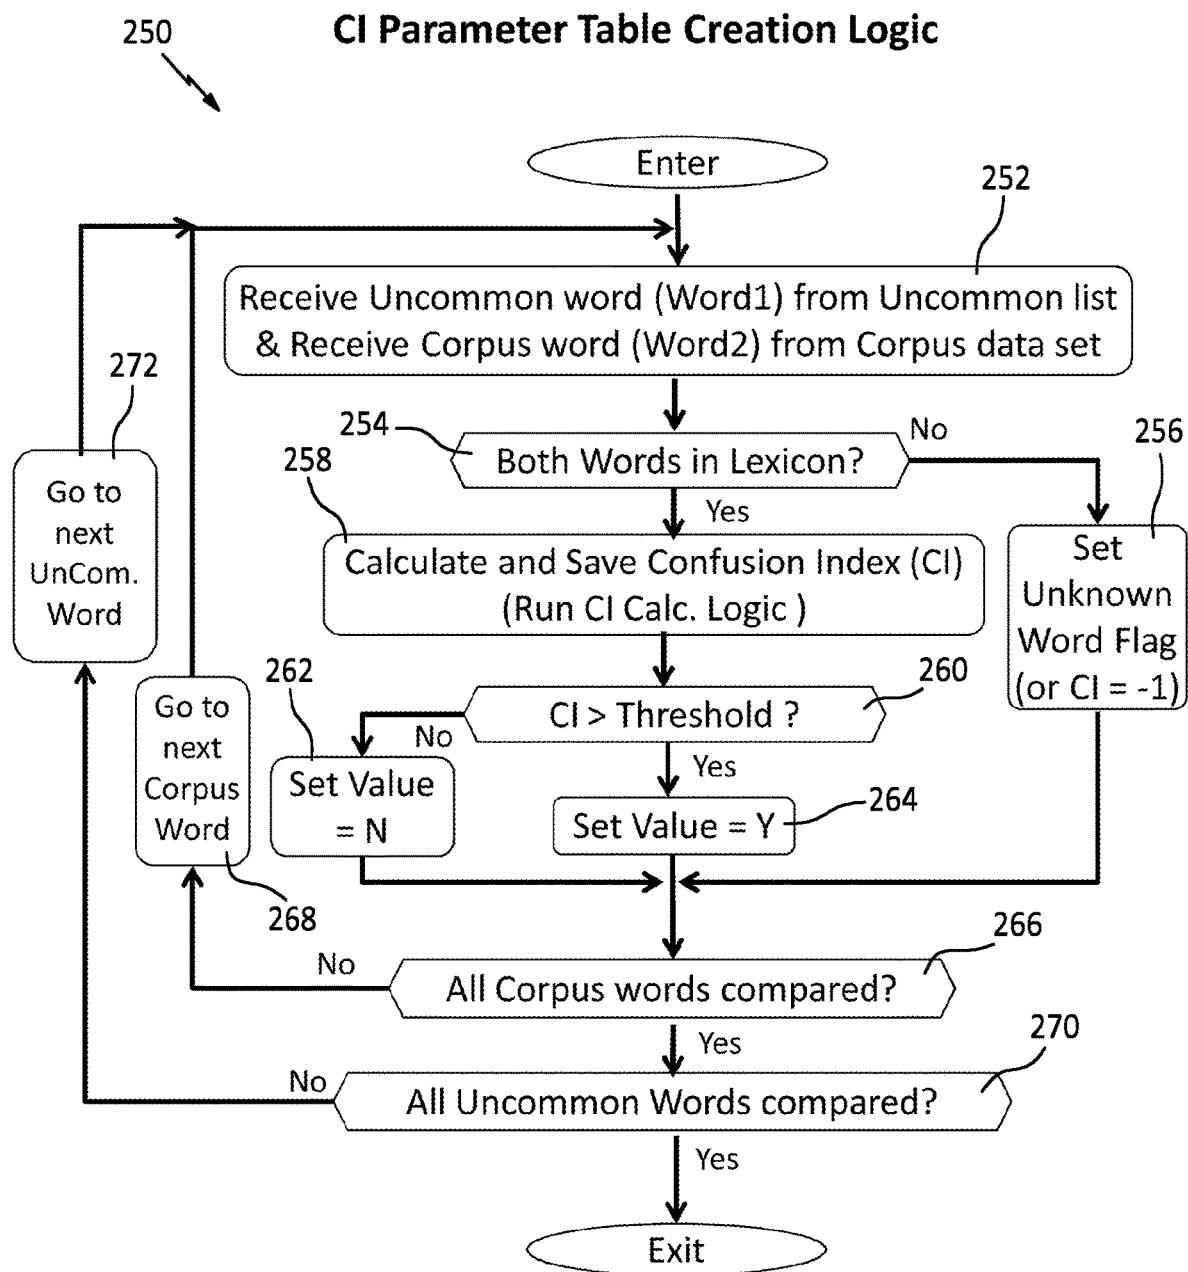 250
CI Parameter Table Creation Logic
Enter
252
Receive Uncommon word (Word1) from Uncommon list
& Receive Corpus word (Word2) from Corpus data set
272
254
No
256
258
Both Words in Lexicon?
Go to
next
UnCom.
Word
Yes
Calculate and Save Confusion Index (CI)
(Run CI Calc. Logic )
Set
Unknown
Word Flag
(or CI = -1)
262
260
Go to
next
Corpus
Word
CI > Threshold ?
No
Yes
Set Value
= N
264
Set Value = Y
268
266
No
All Corpus words compared?
Yes
270
No
All Uncommon Words compared?
Yes
Exit